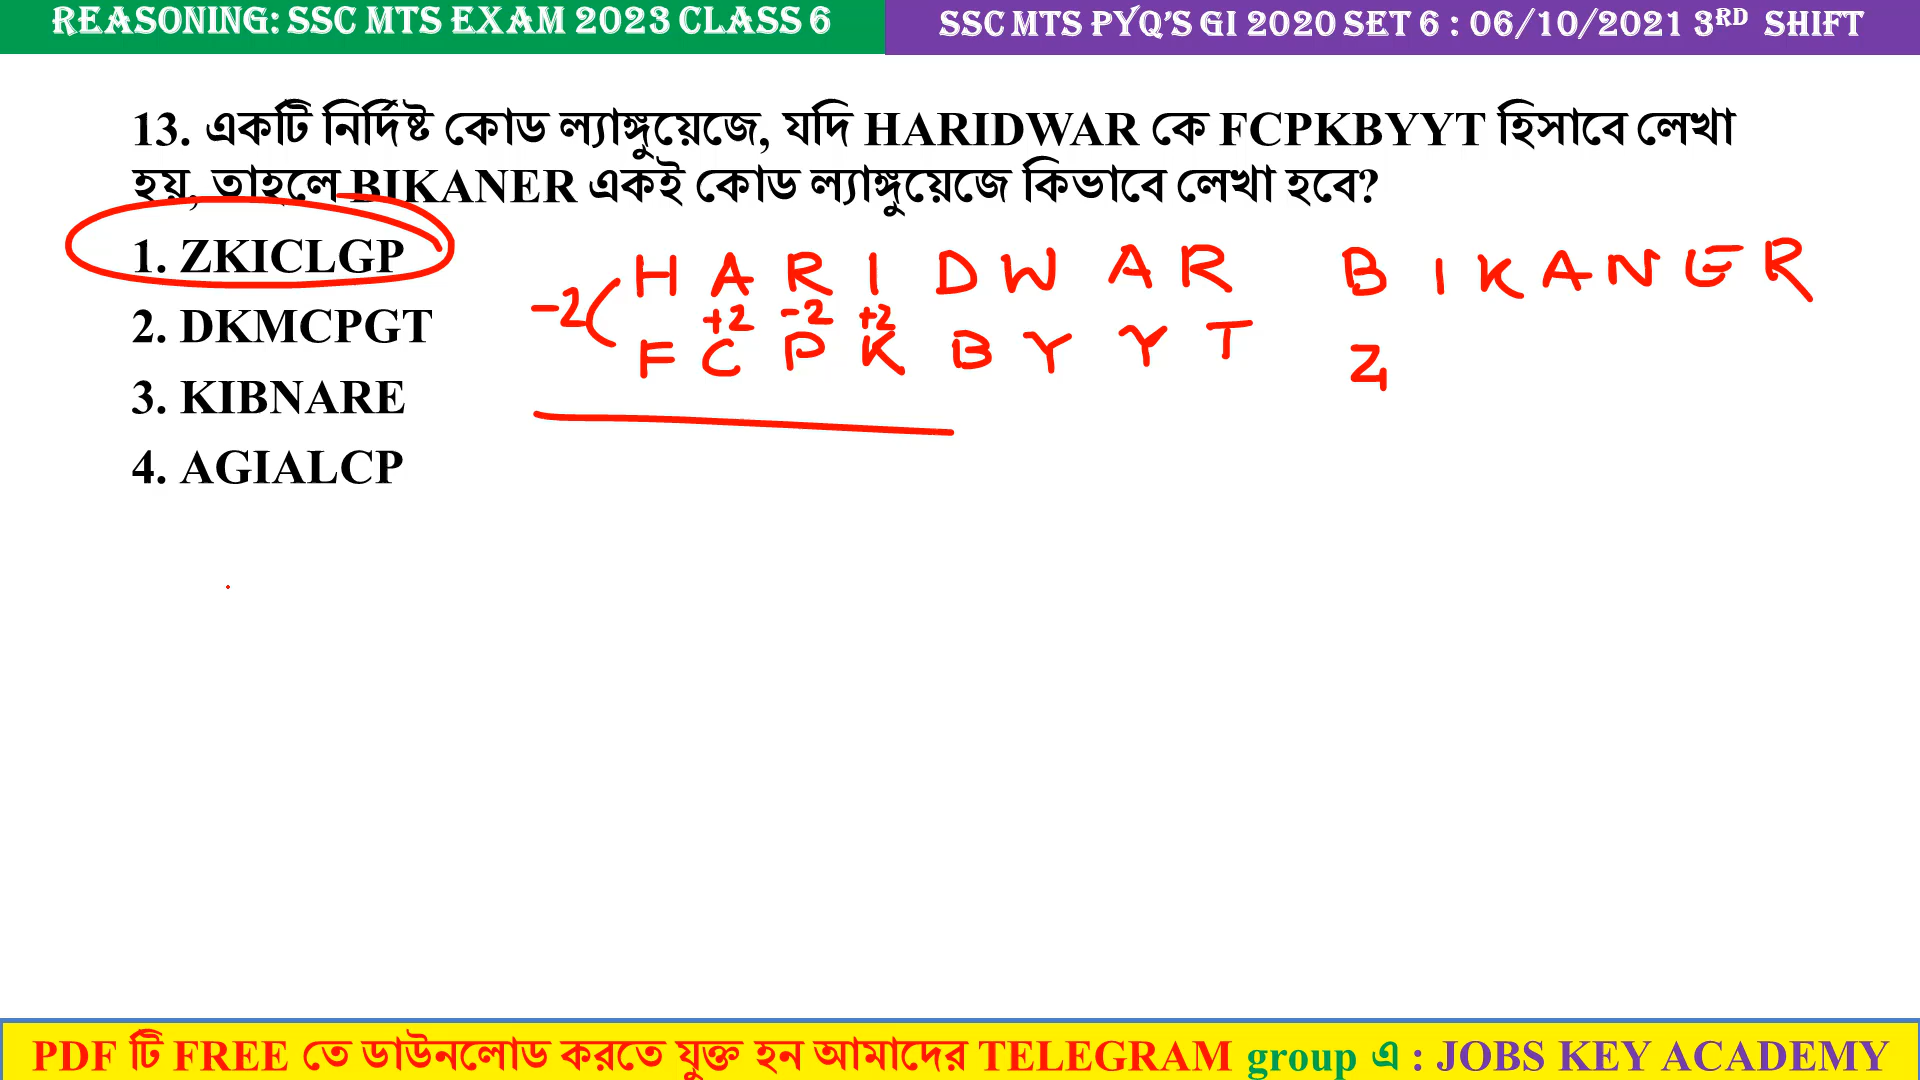 REASONING: SSC MTS EXAM 2023 CLASS 6
SSC MTS PYQ'S GI 2020 SET 6 : 06/10/2021 3RD SHIFT
13. একটি নির্দিষ্ট কোড ল্যাঙ্গুয়েজে, যদি HARIDWAR কে FCPKBYYT হিসাবে লেখা
হয়, তাহলে BIKANER একই কোড ল্যাঙ্গুয়েজে কিভাবে লেখা হবে?
1. ZKICLGP
2. DKMCPGT
3. KIBNARE
4. AGIALCP
H A R I D W A R B I K A N E R
-2 +2 -2 +2
F C P K B Y Y T Z
PDF টি FREE তে ডাউনলোড করতে যুক্ত হন আমাদের TELEGRAM group এ : JOBS KEY ACADEMY